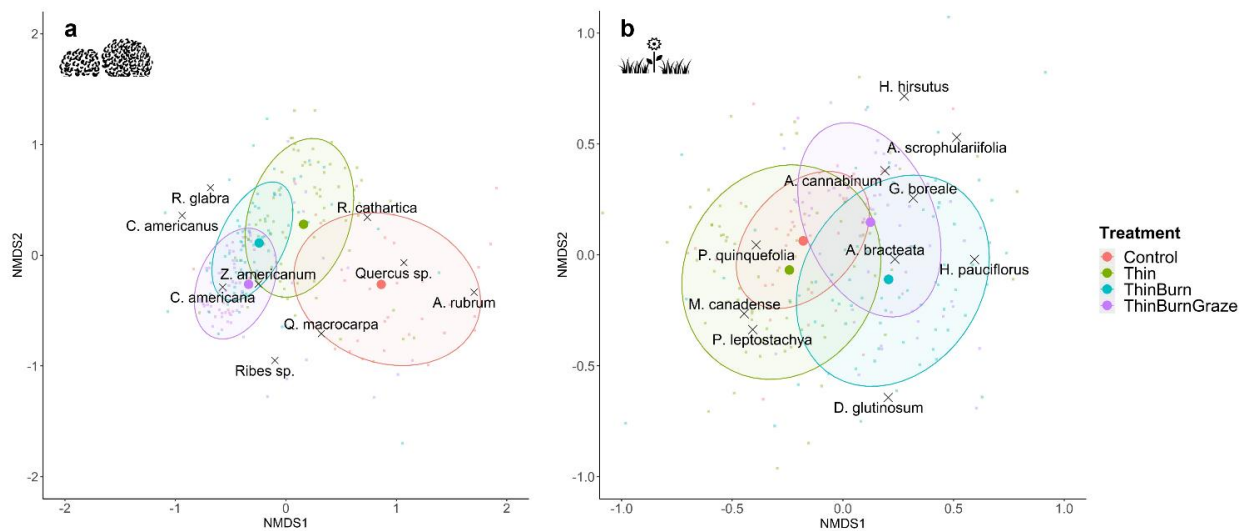 a
2
1
0
-1
-2
NMDS2
R. glabra
C. americanus
R. cathartica
Z. americanum
Quercus sp.
C. americana
A. rubrum
Q. macrocarpa
Ribes sp.
-2
-1
0
1
2
NMDS1
b
1.0
0.5
0.0
-0.5
-1.0
NMDS2
H. hirsutus
A. scrophulariifolia
A. cannabinum
G. boreale
P. quinquefolia
A. bracteata
H. pauciflorus
M. canadense
P. leptostachya
D. glutinosum
-1.0
-0.5
0.0
0.5
1.0
NMDS1
Treatment
Control
Thin
ThinBurn
ThinBurnGraze